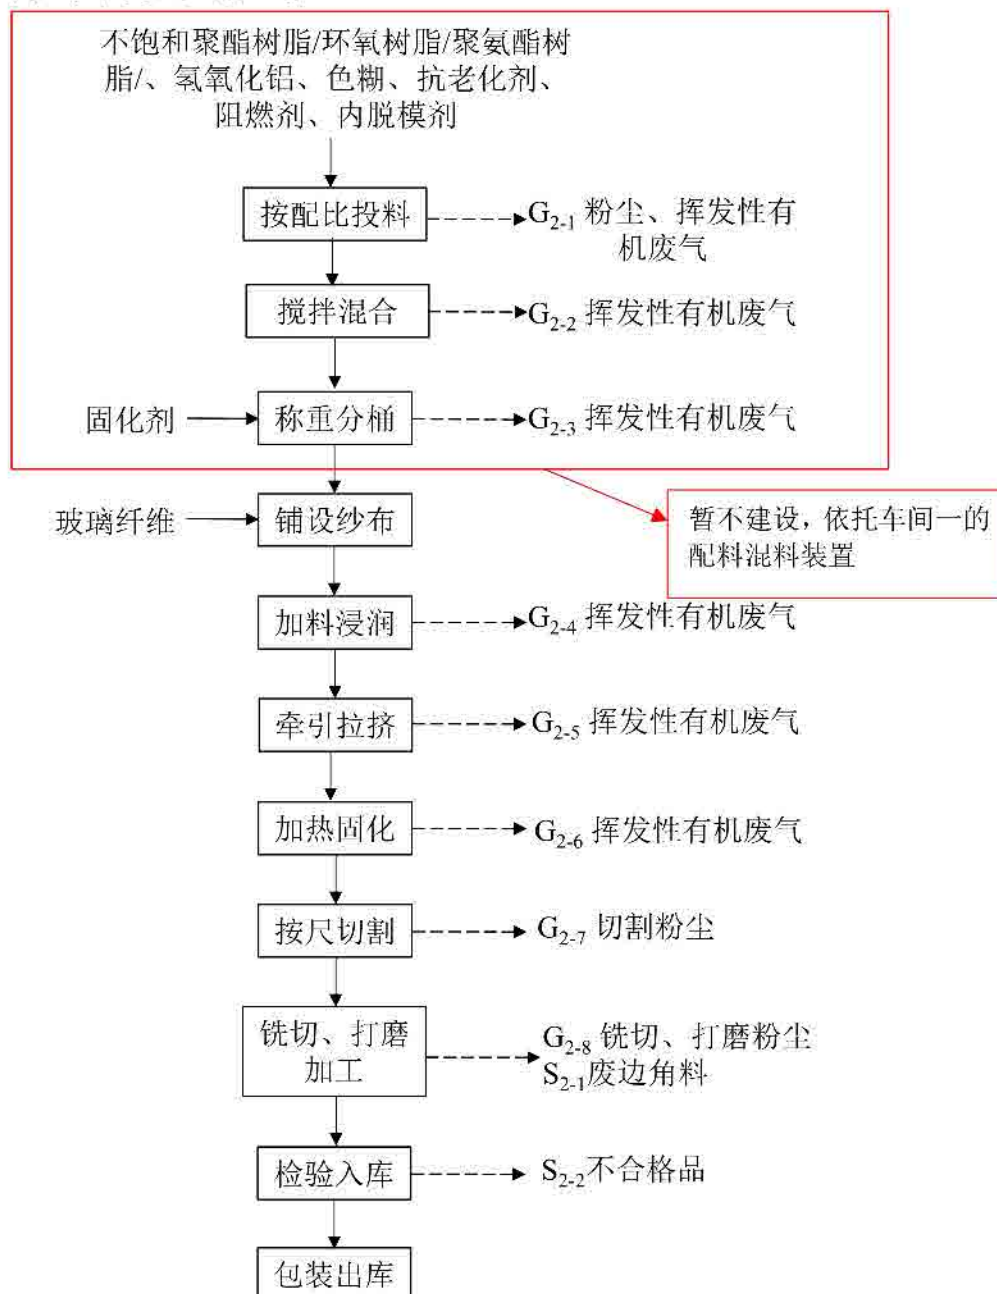 不饱和聚酯树脂/环氧树脂/聚氨酯树
脂/、氢氧化铝、色糊、抗老化剂、
阻燃剂、内脱模剂
按配比投料
G2-1 粉尘、挥发性有
机废气
搅拌混合
G2-2 挥发性有机废气
固化剂
称重分桶
G2-3 挥发性有机废气
暂不建设，依托车间一的
配料混料装置
玻璃纤维
铺设纱布
加料浸润
G2-4 挥发性有机废气
牵引拉挤
G2-5 挥发性有机废气
加热固化
G2-6 挥发性有机废气
按尺切割
G2-7 切割粉尘
铣切、打磨
加工
G2-8 铣切、打磨粉尘
S2-1废边角料
检验入库
S2-2不合格品
包装出库